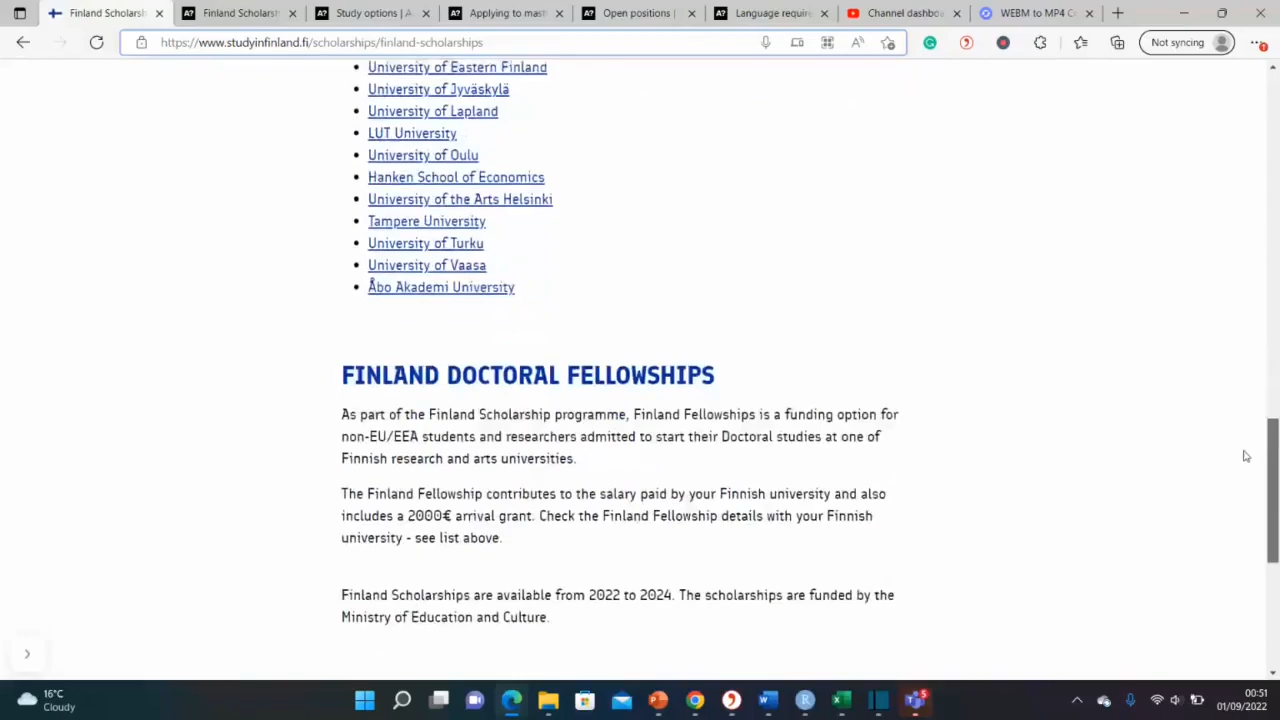 Finland Scholarsh
Finland Scholarsh
Study options | A
Applying to mast
Open positions |
Language require
Channel dashbo
WEBM to MP4 C
https://www.studyinfinland.fi/scholarships/finland-scholarships
Not syncing
University of Eastern Finland
University of Jyväskylä
University of Lapland
LUT University
University of Oulu
Hanken School of Economics
University of the Arts Helsinki
Tampere University
University of Turku
University of Vaasa
Åbo Akademi University
FINLAND DOCTORAL FELLOWSHIPS
As part of the Finland Scholarship programme, Finland Fellowships is a funding option for
non-EU/EEA students and researchers admitted to start their Doctoral studies at one of
Finnish research and arts universities.
The Finland Fellowship contributes to the salary paid by your Finnish university and also
includes a 2000€ arrival grant. Check the Finland Fellowship details with your Finnish
university - see list above.
Finland Scholarships are available from 2022 to 2024. The scholarships are funded by the
Ministry of Education and Culture.
16°C
Cloudy
5
00:51
01/09/2022